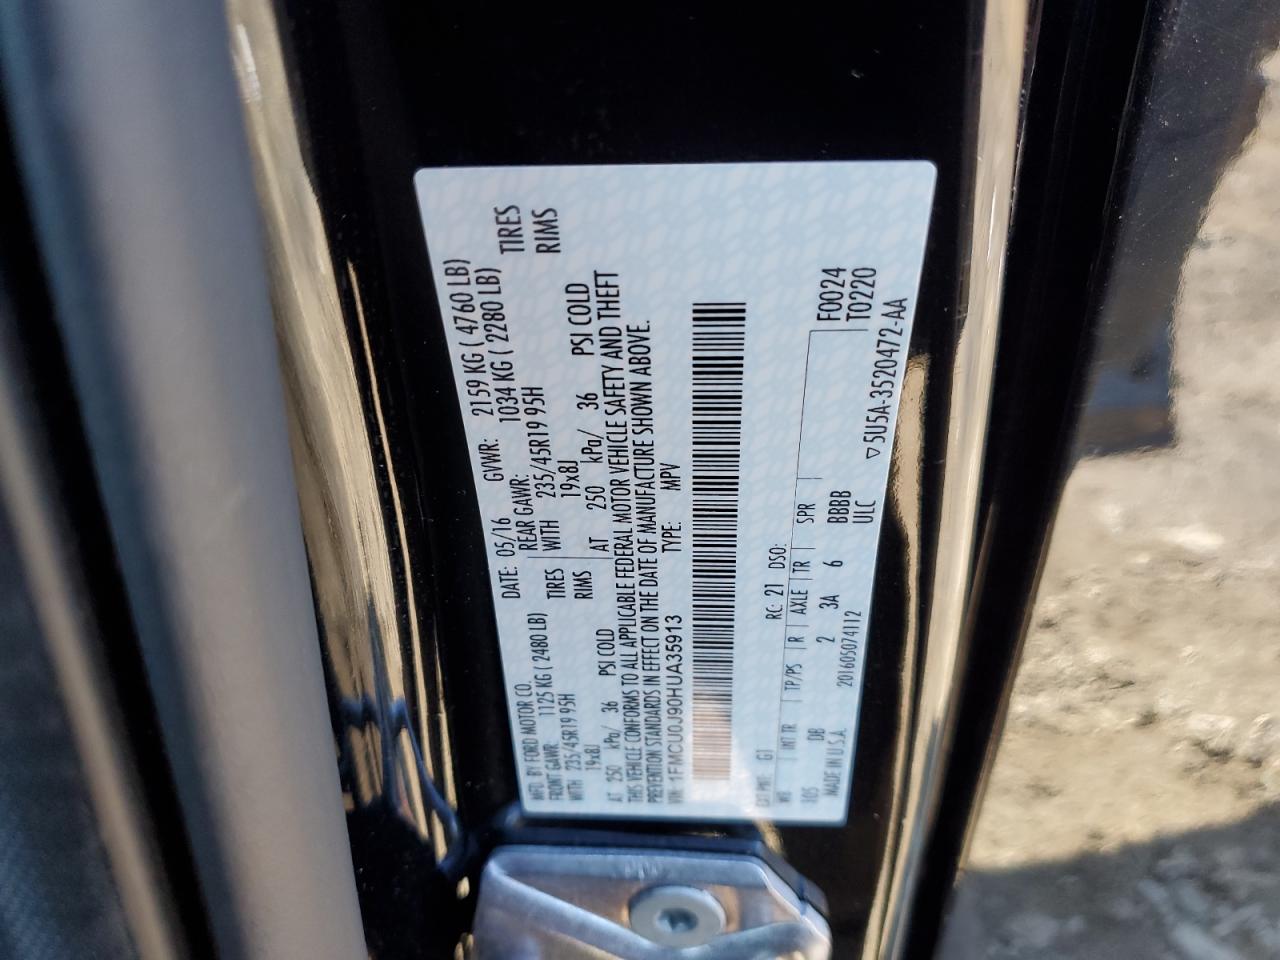 MFD. BY FORD MOTOR CO. DATE: 05/16 GVWR: 2159 KG ( 4760 LB)
FRONT GAWR: 1125 KG ( 2480 LB) REAR GAWR: 1034 KG ( 2280 LB)
WITH 235/45R19 95H TIRES WITH 235/45R19 95H TIRES
19x8J RIMS 19x8J RIMS
AT 250 kPa/ 36 PSI COLD AT 250 kPa/ 36 PSI COLD
THIS VEHICLE CONFORMS TO ALL APPLICABLE FEDERAL MOTOR VEHICLE SAFETY AND THEFT
PREVENTION STANDARDS IN EFFECT ON THE DATE OF MANUFACTURE SHOWN ABOVE.
VIN: 1FMCU0J90HUA35913 TYPE: MPV
EXT PNT: G1 RC: 21 DSO:
WB INT TR TP/PS R AXLE TR SPR F0024
105 DB 2 3A 6 BBBB T0220
MADE IN U.S.A. 201605074112 ULC
▽5U5A-3520472-AA